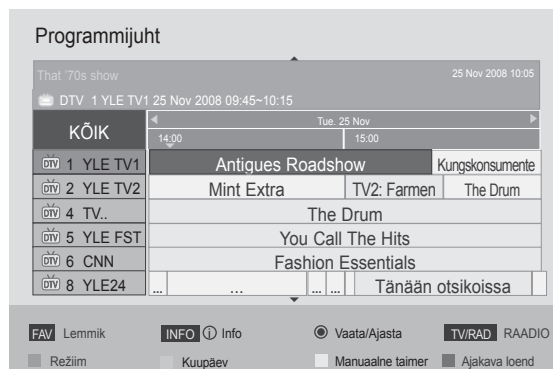 Programmijuht
That '70s show 25 Nov 2008 10:05
DTV 1 YLE TV1 25 Nov 2008 09:45~10:15
KÕIK Tue. 25 Nov
14:00 15:00
DTV 1 YLE TV1 Antigues Roadshow Kungskonsumente
DTV 2 YLE TV2 Mint Extra TV2: Farmen The Drum
DTV 4 TV.. The Drum
DTV 5 YLE FST You Call The Hits
DTV 6 CNN Fashion Essentials
DTV 8 YLE24 ... ... ... ... Tänään otsikoissa
FAV Lemmik INFO i Info Vaata/Ajasta TV/RAD RAADIO
Režiim Kuupäev Manuaalne taimer Ajakava loend